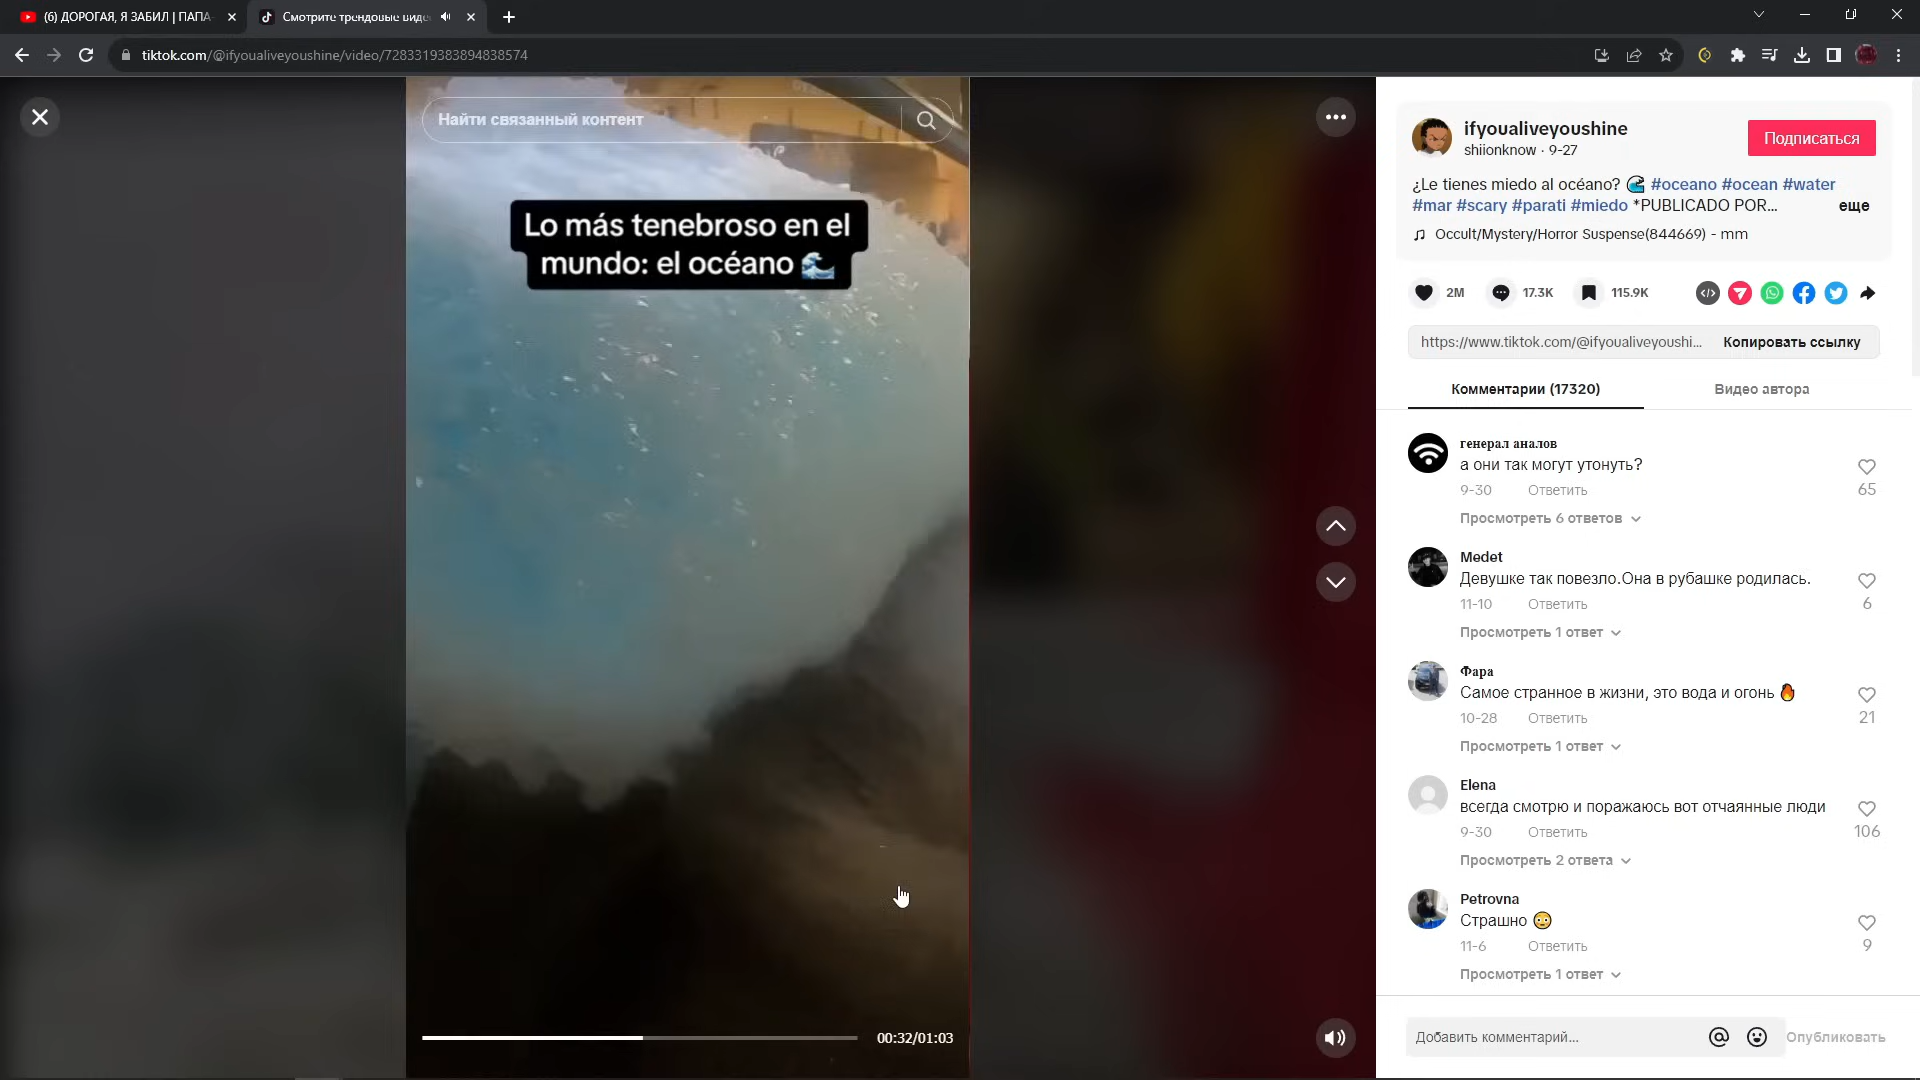 (6) ДОРОГАЯ, Я ЗАБИЛ | ПАПА-
Смотрите трендовые виде
tiktok.com/@ifyoualiveyoushine/video/7283319383894838574
Найти связанный контент
Lo más tenebroso en el
mundo: el océano 🌊
00:32/01:03
ifyoualiveyoushine
shiionknow · 9-27
Подписаться
¿Le tienes miedo al océano? 🌊 #oceano #ocean #water
#mar #scary #parati #miedo *PUBLICADO POR...
еще
Occult/Mystery/Horror Suspense(844669) - mm
2M
17.3K
115.9K
https://www.tiktok.com/@ifyoualiveyoushi...
Копировать ссылку
Комментарии (17320)
Видео автора
генерал аналов
а они так могут утонуть?
9-30 Ответить
65
Просмотреть 6 ответов
Medet
Девушке так повезло.Она в рубашке родилась.
11-10 Ответить
6
Просмотреть 1 ответ
Фара
Самое странное в жизни, это вода и огонь 🔥
10-28 Ответить
21
Просмотреть 1 ответ
Elena
всегда смотрю и поражаюсь вот отчаянные люди
9-30 Ответить
106
Просмотреть 2 ответа
Petrovna
Страшно 😳
11-6 Ответить
9
Просмотреть 1 ответ
Добавить комментарий...
Опубликовать